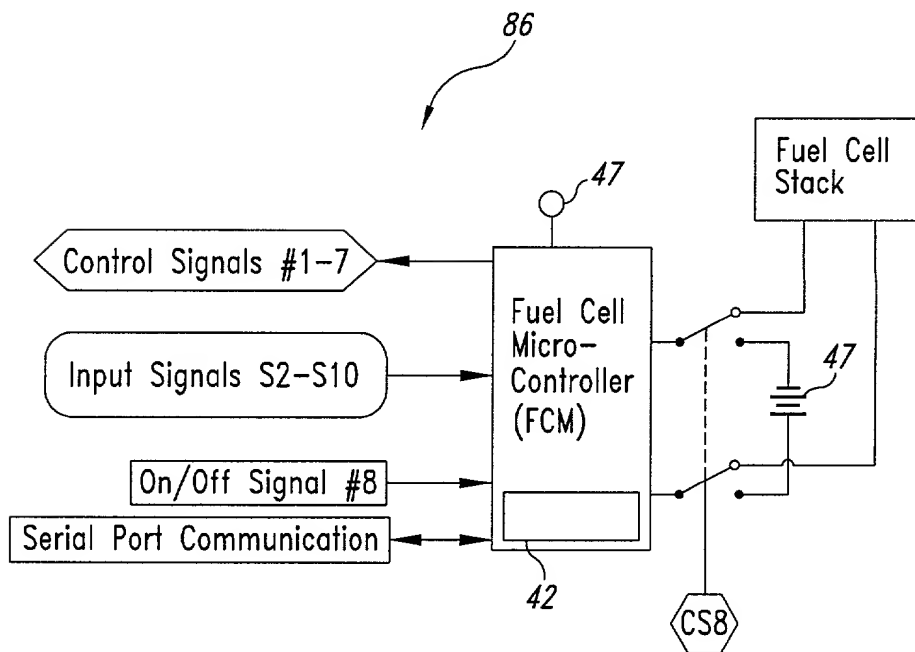 86
Fuel Cell
Stack
47
Control Signals #1-7
Fuel Cell
Micro-
Controller
(FCM)
Input Signals S2-S10
47
On/Off Signal #8
Serial Port Communication
42
CS8